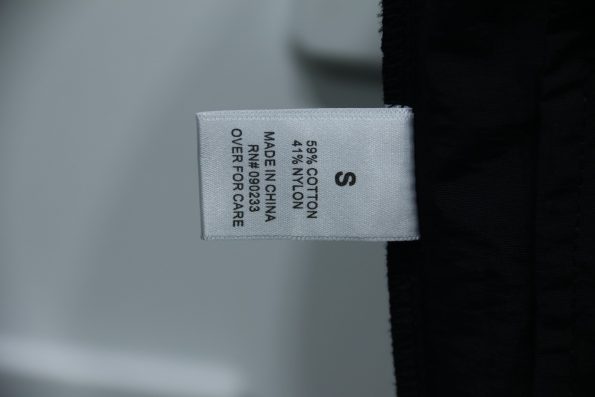 S
59% COTTON
41% NYLON
MADE IN CHINA
RN# 090233
OVER FOR CARE